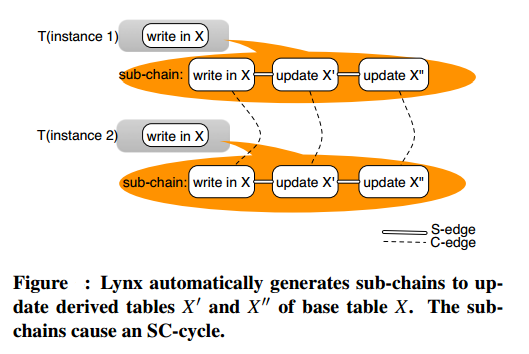 T(instance 1) write in X
sub-chain: write in X update X' update X"
T(instance 2) write in X
sub-chain: write in X update X' update X"
S-edge
C-edge
Figure : Lynx automatically generates sub-chains to up-
date derived tables X′ and X″ of base table X. The sub-
chains cause an SC-cycle.